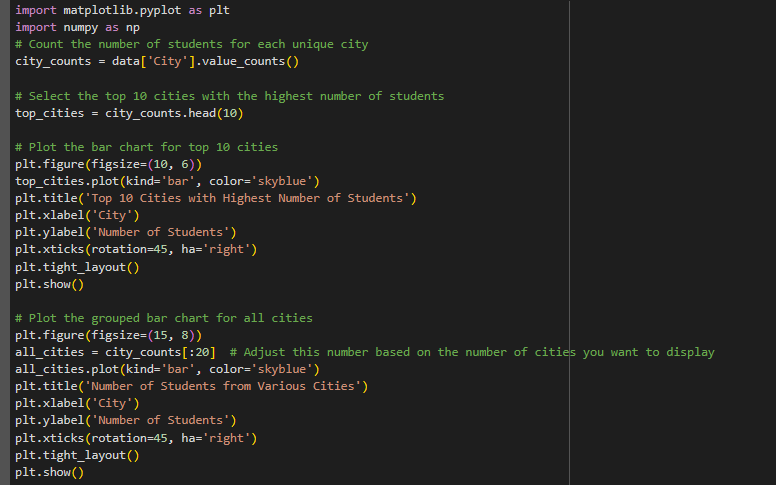 import matplotlib.pyplot as plt
import numpy as np
# Count the number of students for each unique city
city_counts = data['City'].value_counts()
# Select the top 10 cities with the highest number of students
top_cities = city_counts.head(10)
# Plot the bar chart for top 10 cities
plt.figure(figsize=(10, 6))
top_cities.plot(kind='bar', color='skyblue')
plt.title('Top 10 Cities with Highest Number of Students')
plt.xlabel('City')
plt.ylabel('Number of Students')
plt.xticks(rotation=45, ha='right')
plt.tight_layout()
plt.show()
# Plot the grouped bar chart for all cities
plt.figure(figsize=(15, 8))
all_cities = city_counts[:20]  # Adjust this number based on the number of cities you want to display
all_cities.plot(kind='bar', color='skyblue')
plt.title('Number of Students from Various Cities')
plt.xlabel('City')
plt.ylabel('Number of Students')
plt.xticks(rotation=45, ha='right')
plt.tight_layout()
plt.show()